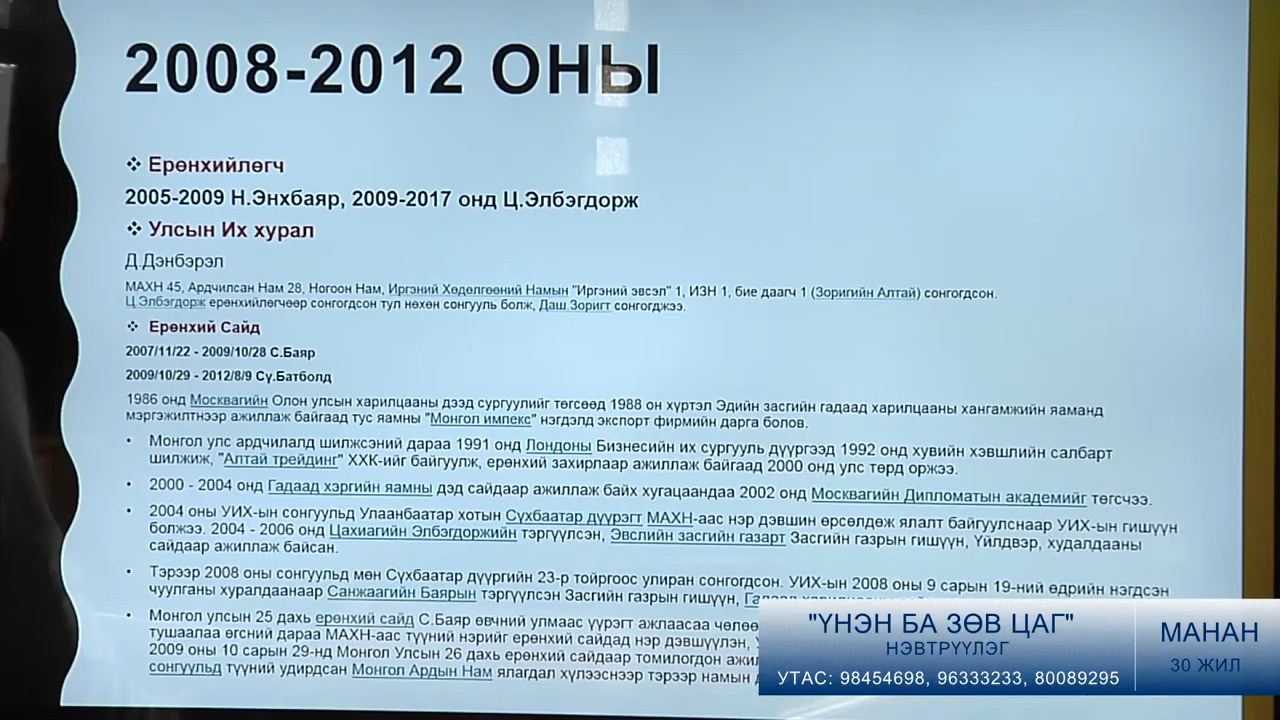 2008-2012 ОНЫ
❖ Ерөнхийлөгч
2005-2009 Н.Энхбаяр, 2009-2017 онд Ц.Элбэгдорж
❖ Улсын Их хурал
Д.Дэнбэрэл
МАХН 45, Ардчилсан Нам 28, Ногоон Нам, Иргэний Хөдөлгөөний Намын "Иргэний эвсэл" 1, ИЗН 1, бие даагч 1 (Зоригийн Алтай) сонгогдсон.
Ц.Элбэгдорж ерөнхийлөгчөөр сонгогдсон тул нөхөн сонгууль болж, Даш.Зоригт сонгогджээ.
❖ Ерөнхий Сайд
2007/11/22 - 2009/10/28 С.Баяр
2009/10/29 - 2012/8/9 Сү.Батболд
1986 онд Москвагийн Олон улсын харилцааны дээд сургуулийг төгсөөд 1988 он хүртэл Эдийн засгийн гадаад харилцааны хангамжийн яаманд
мэргэжилтнээр ажиллаж байгаад тус яамны "Монгол импекс" нэгдэлд экспорт фирмийн дарга болов.
• Монгол улс ардчилалд шилжсэний дараа 1991 онд Лондоны Бизнесийн их сургууль дүүргээд 1992 онд хувийн хэвшлийн салбарт
шилжиж, "Алтай трейдинг" ХХК-ийг байгуулж, ерөнхий захирлаар ажиллаж байгаад 2000 онд улс төрд оржээ.
• 2000 - 2004 онд Гадаад хэргийн яамны дэд сайдаар ажиллаж байх хугацаандаа 2002 онд Москвагийн Дипломатын академийг төгсчээ.
• 2004 оны УИХ-ын сонгуульд Улаанбаатар хотын Сүхбаатар дүүрэгт МАХН-аас нэр дэвшин өрсөлдөж ялалт байгуулснаар УИХ-ын гишүүн
болжээ. 2004 - 2006 онд Цахиагийн Элбэгдоржийн тэргүүлсэн, Эвслийн засгийн газарт Засгийн газрын гишүүн, Үйлдвэр, худалдааны
сайдаар ажиллаж байсан.
• Тэрээр 2008 оны сонгуульд мөн Сүхбаатар дүүргийн 23-р тойргоос улиран сонгогдсон. УИХ-ын 2008 оны 9 сарын 19-ний өдрийн нэгдсэн
чуулганы хуралдаанаар Санжаагийн Баярын тэргүүлсэн Засгийн газрын гишүүн,
• Монгол улсын 25 дахь ерөнхий сайд С.Баяр өвчний улмаас үүрэгт ажлаасаа
тушаалаа өгсний дараа МАХН-аас түүний нэрийг ерөнхий сайдад нэр дэвшүүлэн,
2009 оны 10 сарын 29-нд Монгол Улсын 26 дахь ерөнхий сайдаар томилогдон
сонгуульд түүний удирдсан Монгол Ардын Нам ялагдал хүлээснээр тэрээр намын
"ҮНЭН БА ЗӨВ ЦАГ"
НЭВТРҮҮЛЭГ
УТАС: 98454698, 96333233, 80089295
МАНАН
30 ЖИЛ